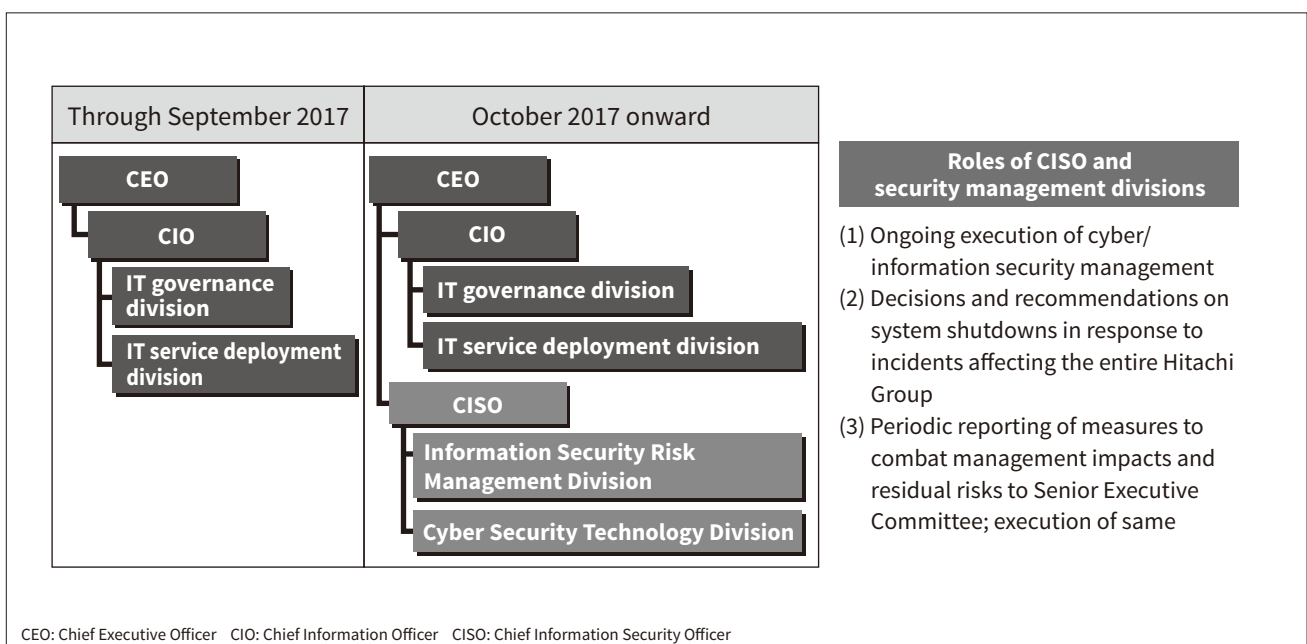 Through September 2017
CEO
CIO
IT governance
division
IT service deployment
division
October 2017 onward
CEO
CIO
IT governance division
IT service deployment division
CISO
Information Security Risk
Management Division
Cyber Security Technology Division
Roles of CISO and
security management divisions
(1) Ongoing execution of cyber/
information security management
(2) Decisions and recommendations on
system shutdowns in response to
incidents affecting the entire Hitachi
Group
(3) Periodic reporting of measures to
combat management impacts and
residual risks to Senior Executive
Committee; execution of same
CEO: Chief Executive Officer CIO: Chief Information Officer CISO: Chief Information Security Officer